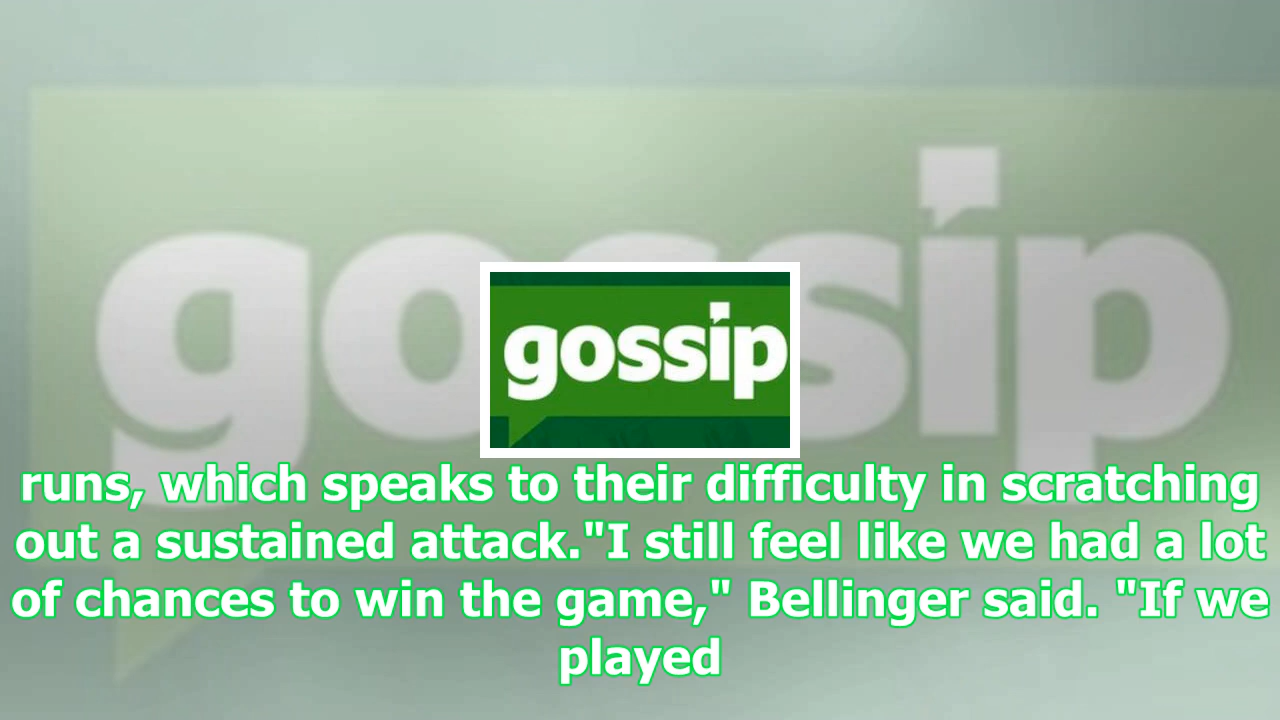 gossip
gossip
runs, which speaks to their difficulty in scratching
out a sustained attack."I still feel like we had a lot
of chances to win the game," Bellinger said. "If we
played